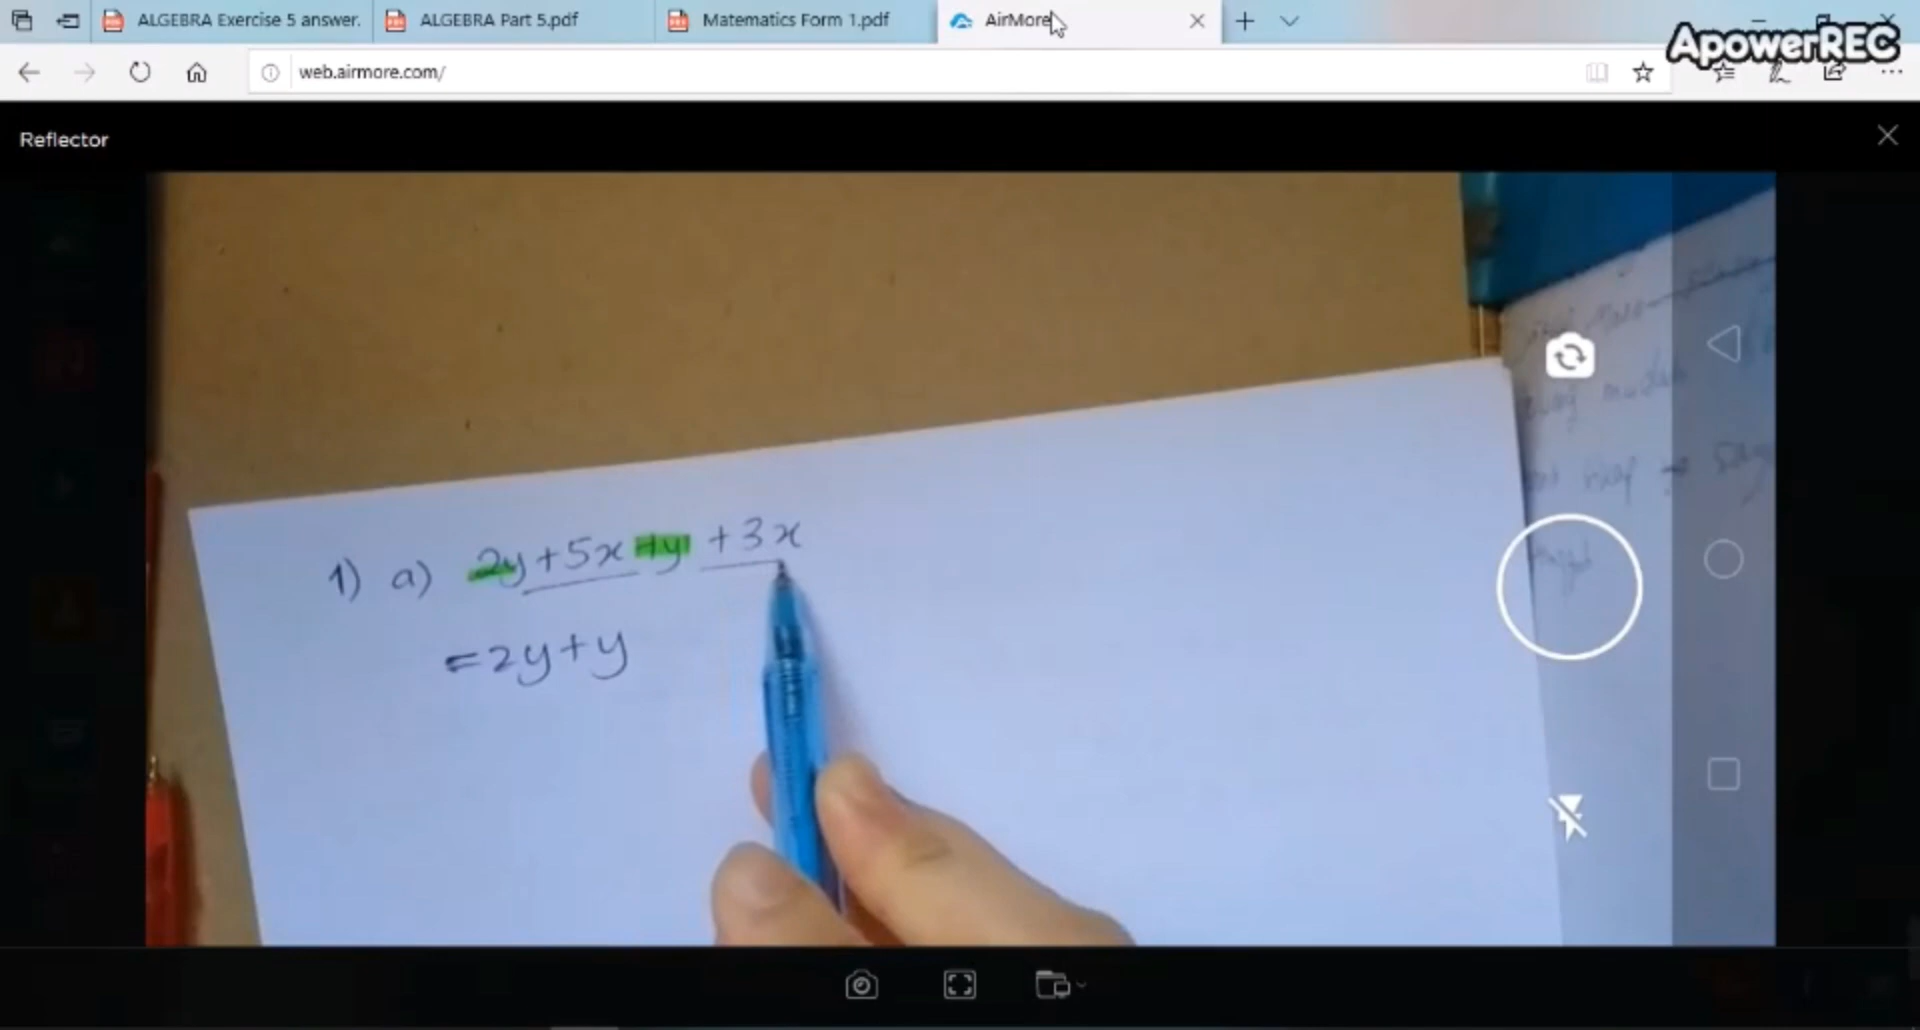 ALGEBRA Exercise 5 answer.
ALGEBRA Part 5.pdf
Matematics Form 1.pdf
AirMore
ApowerREC
web.airmore.com/
Reflector
1) a) 2y+5x+y+3x
=2y+y